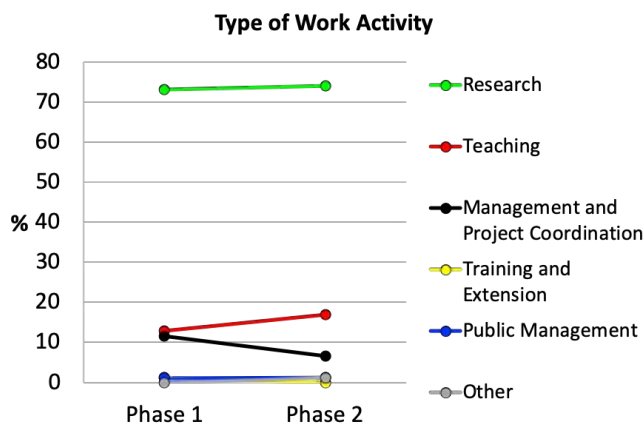 Type of Work Activity
80
70
60
50
%
40
30
20
10
0
Phase 1
Phase 2
Research
Teaching
Management and
Project Coordination
Training and
Extension
Public Management
Other